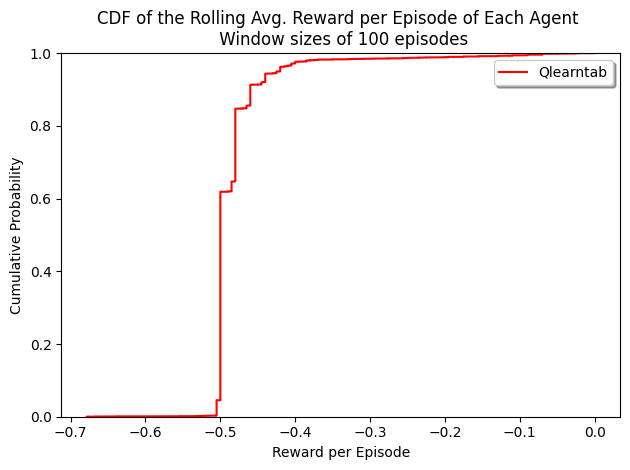 CDF of the Rolling Avg. Reward per Episode of Each Agent
Window sizes of 100 episodes
Qlearntab
1.0
0.8
0.6
0.4
0.2
0.0
Cumulative Probability
−0.7 −0.6 −0.5 −0.4 −0.3 −0.2 −0.1 0.0
Reward per Episode